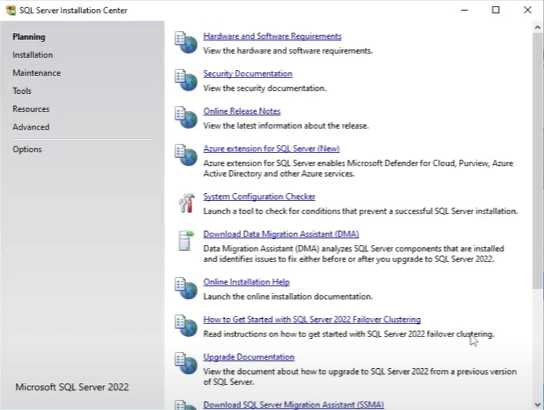 SQL Server Installation Center
Planning
Installation
Maintenance
Tools
Resources
Advanced
Options
Microsoft SQL Server 2022
Hardware and Software Requirements
View the hardware and software requirements.
Security Documentation
View the security documentation.
Online Release Notes
View the latest information about the release.
Azure extension for SQL Server (New)
Azure extension for SQL Server enables Microsoft Defender for Cloud, Purview, Azure
Active Directory and other Azure services.
System Configuration Checker
Launch a tool to check for conditions that prevent a successful SQL Server installation.
Download Data Migration Assistant (DMA)
Data Migration Assistant (DMA) analyzes SQL Server components that are installed
and identifies issues to fix either before or after you upgrade to SQL Server 2022.
Online Installation Help
Launch the online installation documentation.
How to Get Started with SQL Server 2022 Failover Clustering
Read instructions on how to get started with SQL Server 2022 failover clustering.
Upgrade Documentation
View the document about how to upgrade to SQL Server 2022 from a previous version
of SQL Server.
Download SQL Server Migration Assistant (SSMA)